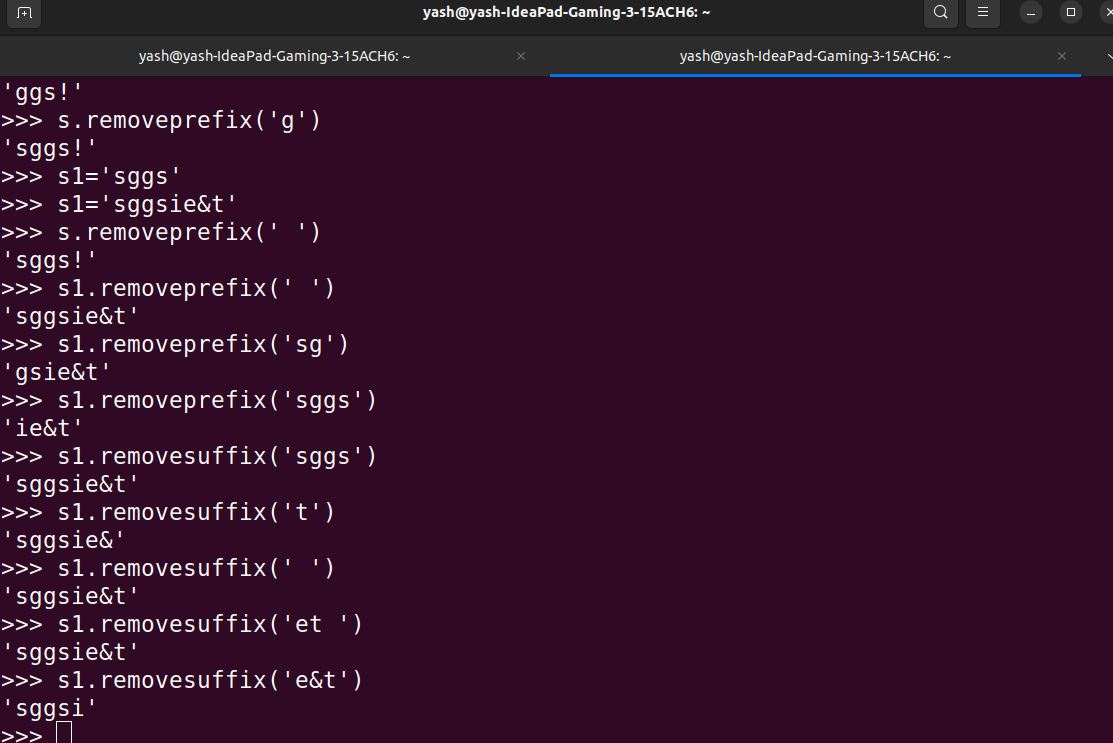 yash@yash-IdeaPad-Gaming-3-15ACH6: ~
yash@yash-IdeaPad-Gaming-3-15ACH6: ~
yash@yash-IdeaPad-Gaming-3-15ACH6: ~
'ggs!'
>>> s.removeprefix('g')
'sggs!'
>>> s1='sggs'
>>> s1='sggsie&t'
>>> s.removeprefix(' ')
'sggs!'
>>> s1.removeprefix(' ')
'sggsie&t'
>>> s1.removeprefix('sg')
'gsie&t'
>>> s1.removeprefix('sggs')
'ie&t'
>>> s1.removesuffix('sggs')
'sggsie&t'
>>> s1.removesuffix('t')
'sggsie&'
>>> s1.removesuffix(' ')
'sggsie&t'
>>> s1.removesuffix('et ')
'sggsie&t'
>>> s1.removesuffix('e&t')
'sggsi'
>>>